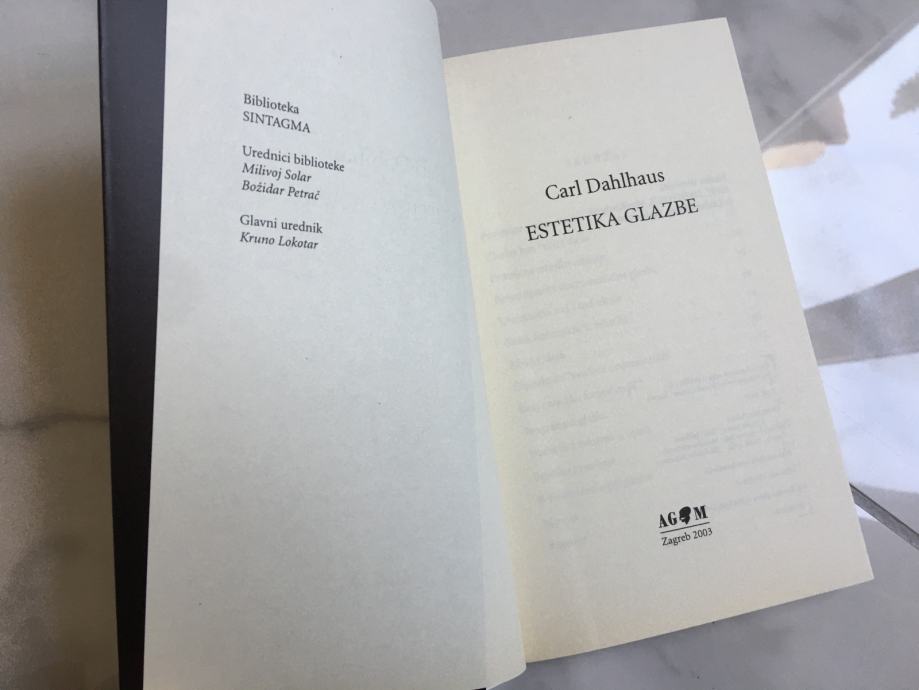 Biblioteka
SINTAGMA
Urednici biblioteke
Milivoj Solar
Božidar Petrač
Glavni urednik
Kruno Lokotar
Carl Dahlhaus
ESTETIKA GLAZBE
AGM
Zagreb 2003